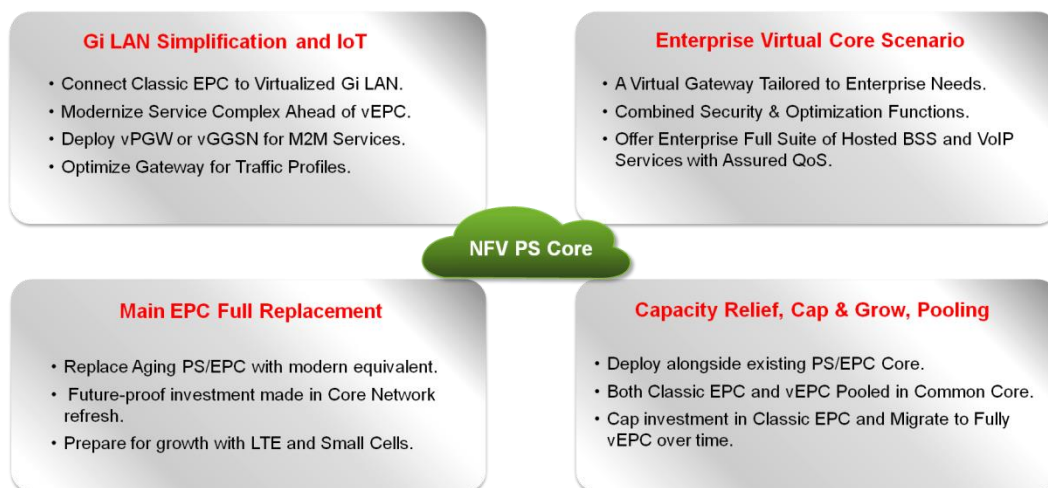 Gi LAN Simplification and IoT
• Connect Classic EPC to Virtualized Gi LAN.
• Modernize Service Complex Ahead of vEPC.
• Deploy vPGW or vGGSN for M2M Services.
• Optimize Gateway for Traffic Profiles.
Enterprise Virtual Core Scenario
• A Virtual Gateway Tailored to Enterprise Needs.
• Combined Security & Optimization Functions.
• Offer Enterprise Full Suite of Hosted BSS and VoIP
Services with Assured QoS.
NFV PS Core
Main EPC Full Replacement
• Replace Aging PS/EPC with modern equivalent.
• Future-proof investment made in Core Network
refresh.
• Prepare for growth with LTE and Small Cells.
Capacity Relief, Cap & Grow, Pooling
• Deploy alongside existing PS/EPC Core.
• Both Classic EPC and vEPC Pooled in Common Core.
• Cap investment in Classic EPC and Migrate to Fully
vEPC over time.